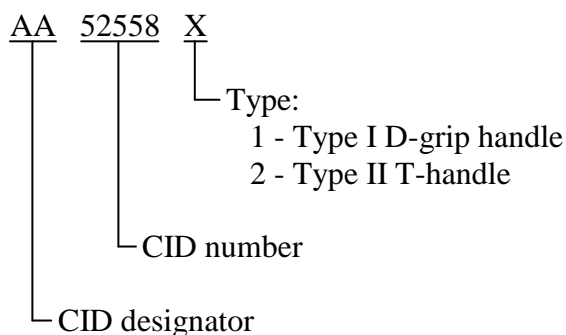 AA 52558 X
Type:
1 - Type I D-grip handle
2 - Type II T-handle
CID number
CID designator